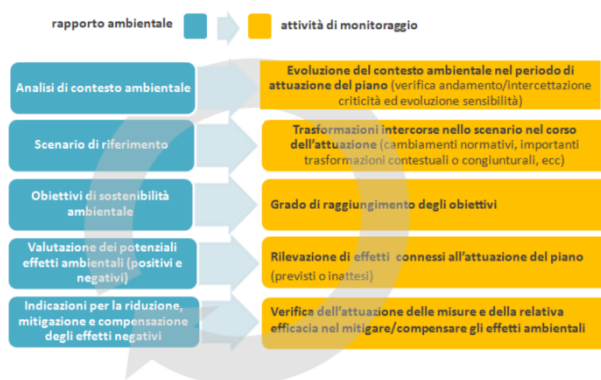 rapporto ambientale
attività di monitoraggio
Analisi di contesto ambientale
Evoluzione del contesto ambientale nel periodo di
attuazione del piano (verifica andamento/intercettazione
criticità ed evoluzione sensibilità)
Scenario di riferimento
Trasformazioni intercorse nello scenario nel corso
dell'attuazione (cambiamenti normativi, importanti
trasformazioni contestuali o congiunturali, ecc)
Obiettivi di sostenibilità
ambientale
Grado di raggiungimento degli obiettivi
Valutazione dei potenziali
effetti ambientali (positivi e
negativi)
Rilevazione di effetti connessi all'attuazione del piano
(previsti o inattesi)
Indicazioni per la riduzione,
mitigazione e compensazione
degli effetti negativi
Verifica dell'attuazione delle misure e della relativa
efficacia nel mitigare/compensare gli effetti ambientali